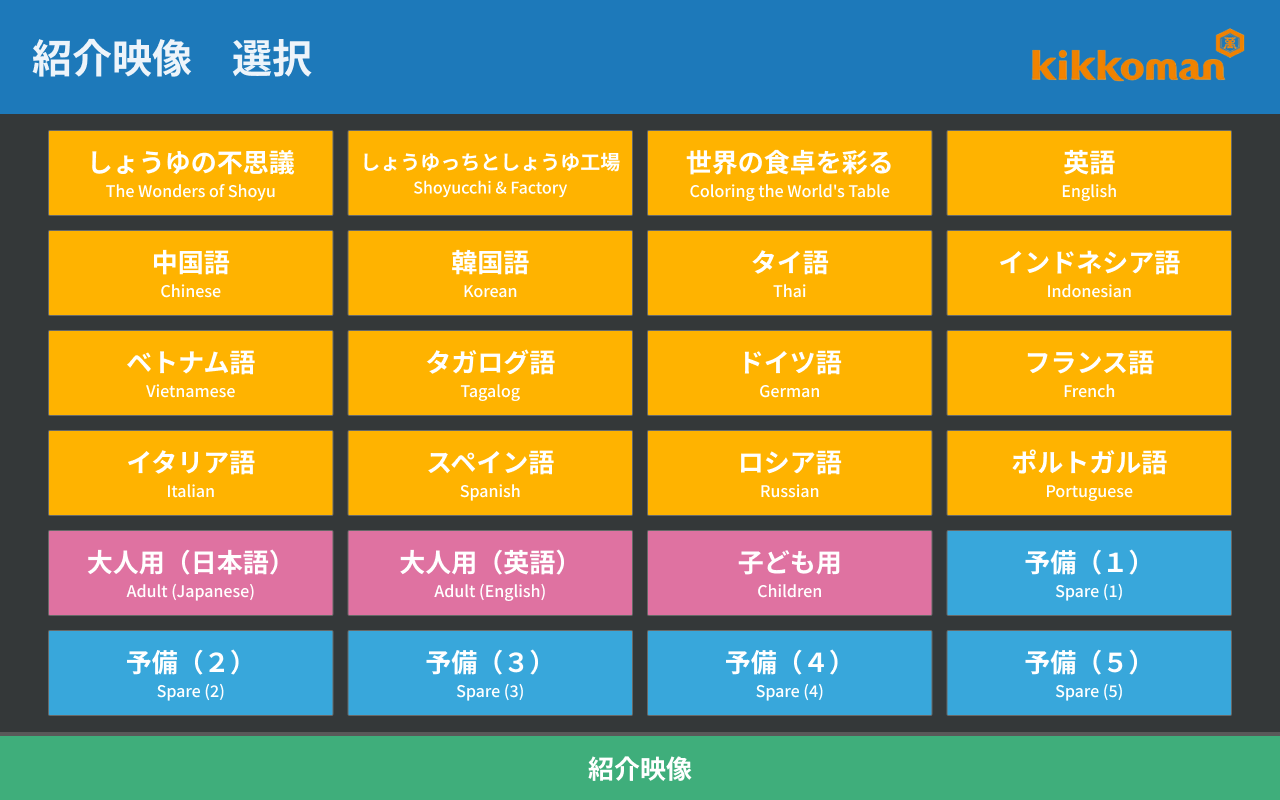 紹介映像　選択
kikkoman
しょうゆの不思議
The Wonders of Shoyu
しょうゆっちとしょうゆ工場
Shoyucchi & Factory
世界の食卓を彩る
Coloring the World's Table
英語
English
中国語
Chinese
韓国語
Korean
タイ語
Thai
インドネシア語
Indonesian
ベトナム語
Vietnamese
タガログ語
Tagalog
ドイツ語
German
フランス語
French
イタリア語
Italian
スペイン語
Spanish
ロシア語
Russian
ポルトガル語
Portuguese
大人用（日本語）
Adult (Japanese)
大人用（英語）
Adult (English)
子ども用
Children
予備（１）
Spare (1)
予備（２）
Spare (2)
予備（３）
Spare (3)
予備（４）
Spare (4)
予備（５）
Spare (5)
紹介映像